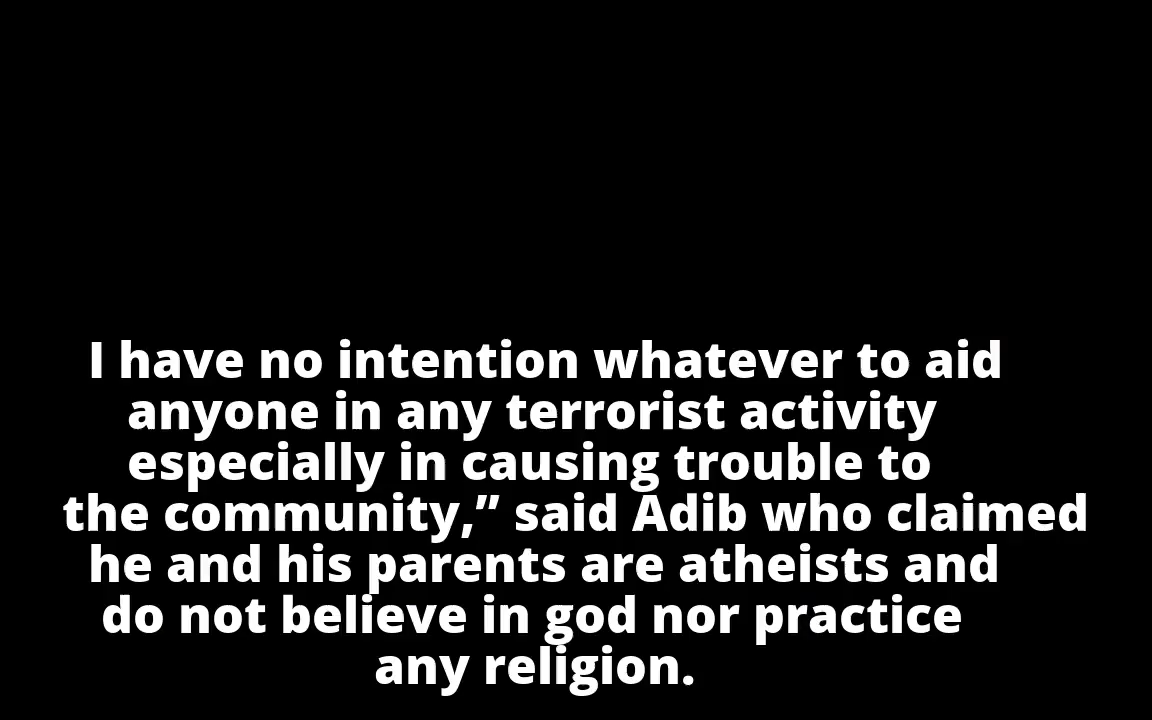 I have no intention whatever to aid
anyone in any terrorist activity
especially in causing trouble to
the community,” said Adib who claimed
he and his parents are atheists and
do not believe in god nor practice
any religion.